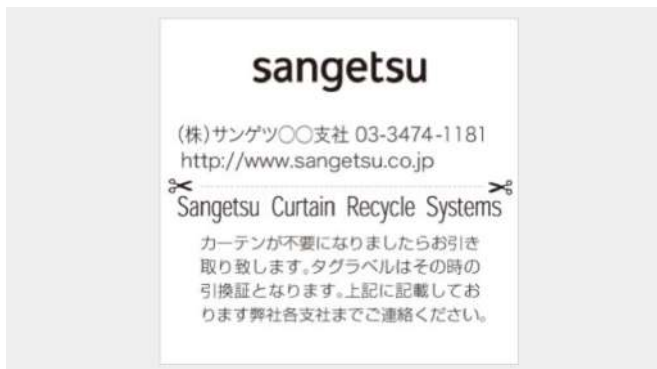 sangetsu
(株)サンゲツ○○支社 03-3474-1181
http://www.sangetsu.co.jp
Sangetsu Curtain Recycle Systems
カーテンが不要になりましたらお引き
取り致します。タグラベルはその時の
引換証となります。上記に記載してお
ります弊社各支社までご連絡ください。